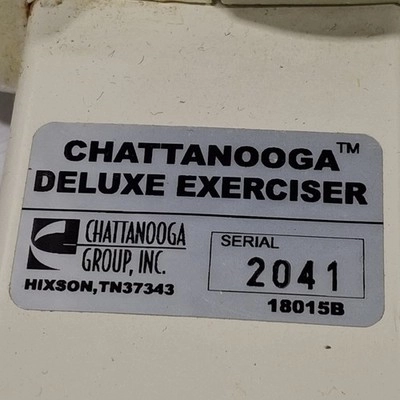 CHATTANOOGA™
DELUXE EXERCISER
CHATTANOOGA
GROUP, INC.
HIXSON,TN37343
SERIAL
2041
18015B